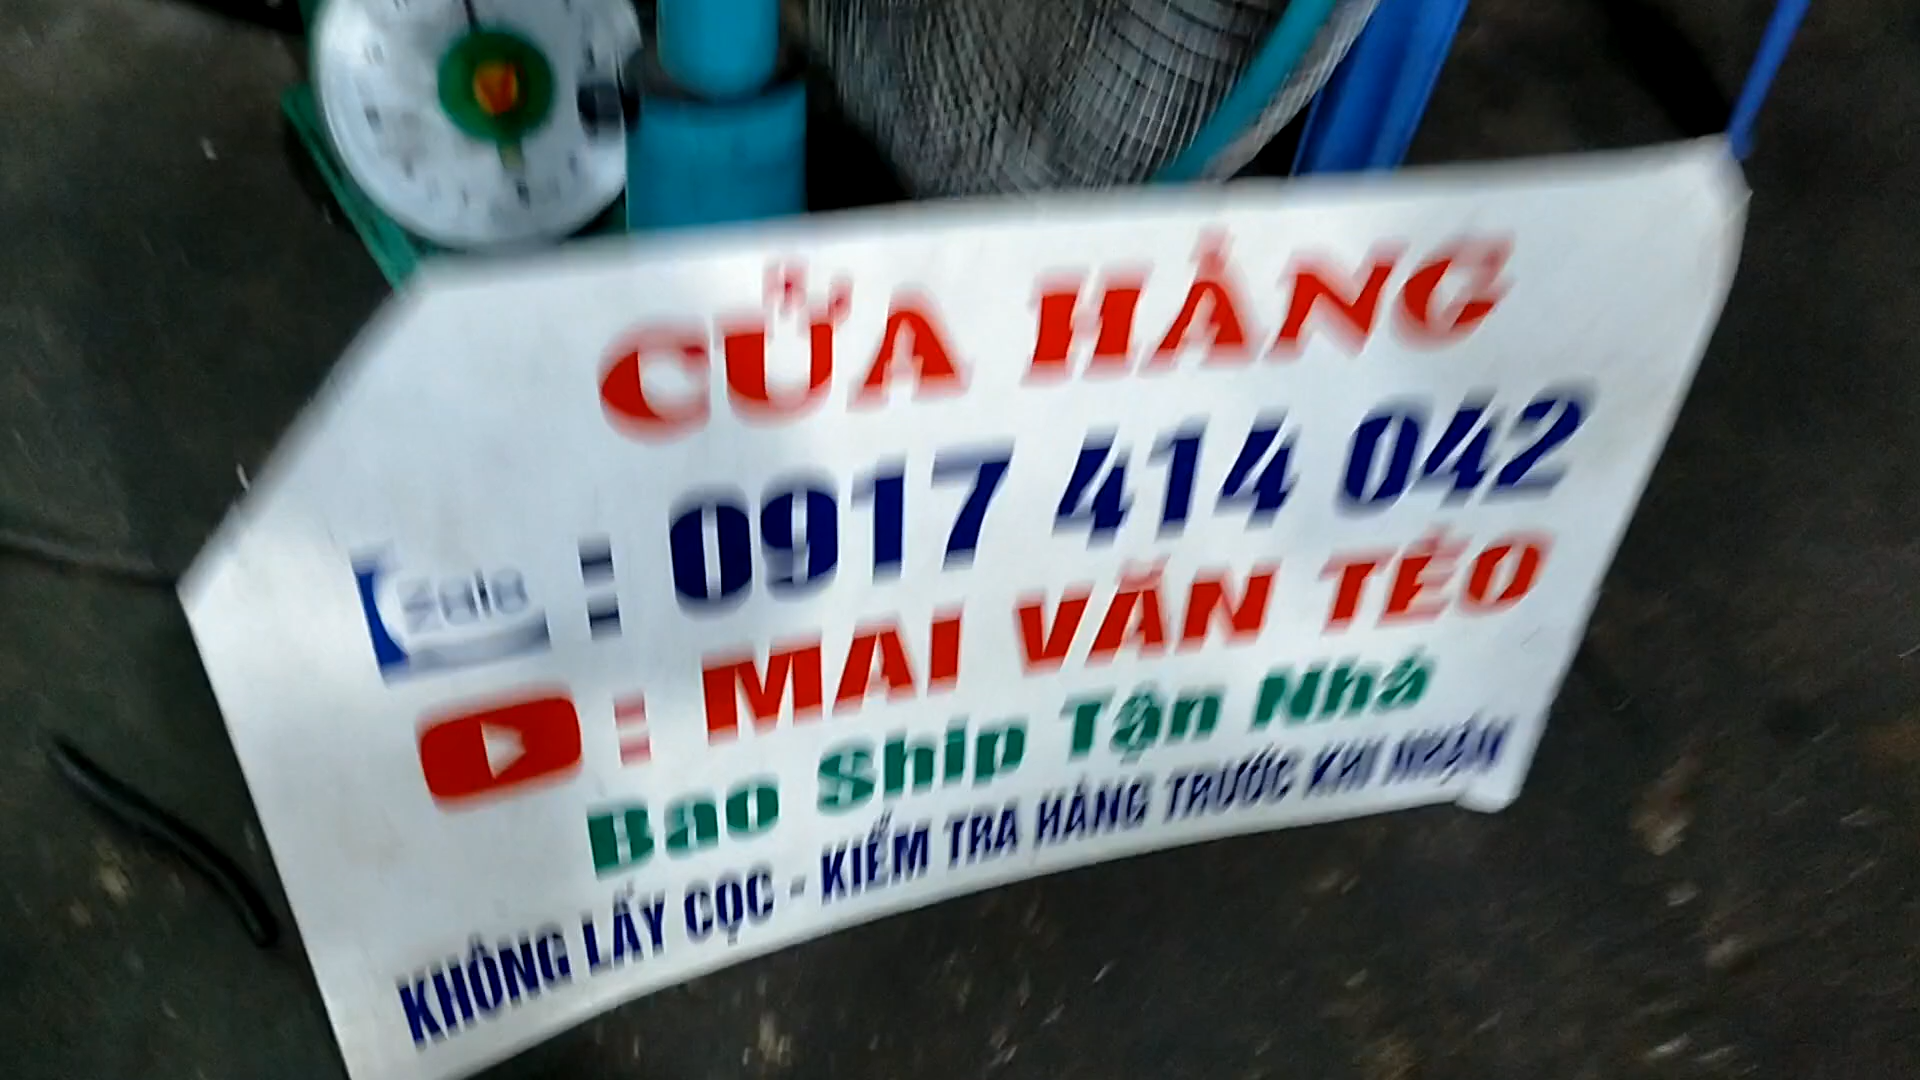 CỬA HÀNG
Zalo : 0917 414 042
: MAI VĂN TÈO
Bao Ship Tận Nhà
KHÔNG LẤY CỌC - KIỂM TRA HÀNG TRƯỚC KHI NHẬN